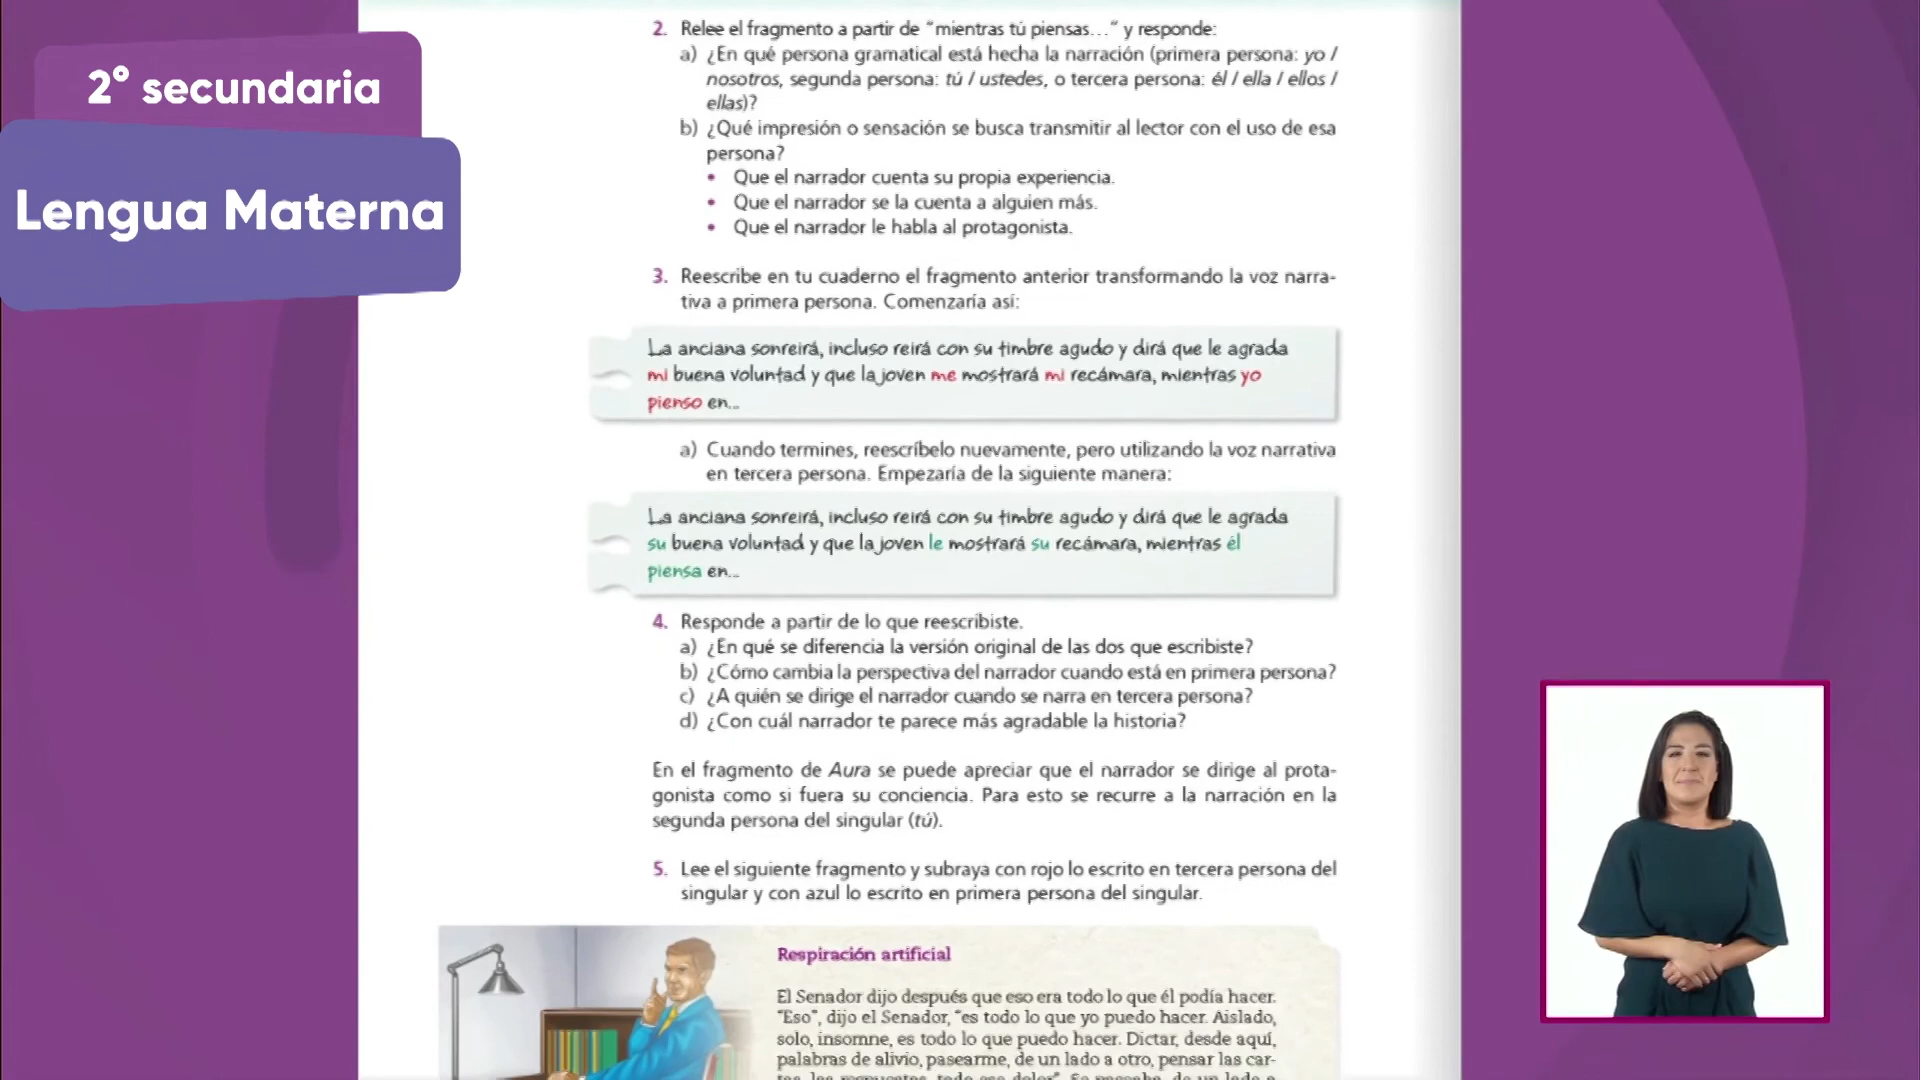 2° secundaria
Lengua Materna
2. Relee el fragmento a partir de “mientras tú piensas...” y responde:
a) ¿En qué persona gramatical está hecha la narración (primera persona: yo /
nosotros, segunda persona: tú / ustedes, o tercera persona: él / ella / ellos /
ellas)?
b) ¿Qué impresión o sensación se busca transmitir al lector con el uso de esa
persona?
• Que el narrador cuenta su propia experiencia.
• Que el narrador se la cuenta a alguien más.
• Que el narrador le habla al protagonista.
3. Reescribe en tu cuaderno el fragmento anterior transformando la voz narra-
tiva a primera persona. Comenzaría así:
La anciana sonreirá, incluso reirá con su timbre agudo y dirá que le agrada
mi buena voluntad y que la joven me mostrará mi recámara, mientras yo
pienso en...
a) Cuando termines, reescríbelo nuevamente, pero utilizando la voz narrativa
en tercera persona. Empezaría de la siguiente manera:
La anciana sonreirá, incluso reirá con su timbre agudo y dirá que le agrada
su buena voluntad y que la joven le mostrará su recámara, mientras él
piensa en...
4. Responde a partir de lo que reescribiste.
a) ¿En qué se diferencia la versión original de las dos que escribiste?
b) ¿Cómo cambia la perspectiva del narrador cuando está en primera persona?
c) ¿A quién se dirige el narrador cuando se narra en tercera persona?
d) ¿Con cuál narrador te parece más agradable la historia?
En el fragmento de Aura se puede apreciar que el narrador se dirige al prota-
gonista como si fuera su conciencia. Para esto se recurre a la narración en la
segunda persona del singular (tú).
5. Lee el siguiente fragmento y subraya con rojo lo escrito en tercera persona del
singular y con azul lo escrito en primera persona del singular.
Respiración artificial
El Senador dijo después que eso era todo lo que él podía hacer.
“Eso”, dijo el Senador, “es todo lo que yo puedo hacer. Aislado,
solo, insomne, es todo lo que puedo hacer. Dictar, desde aquí,
palabras de alivio, pasearme, de un lado a otro, pensar las car-